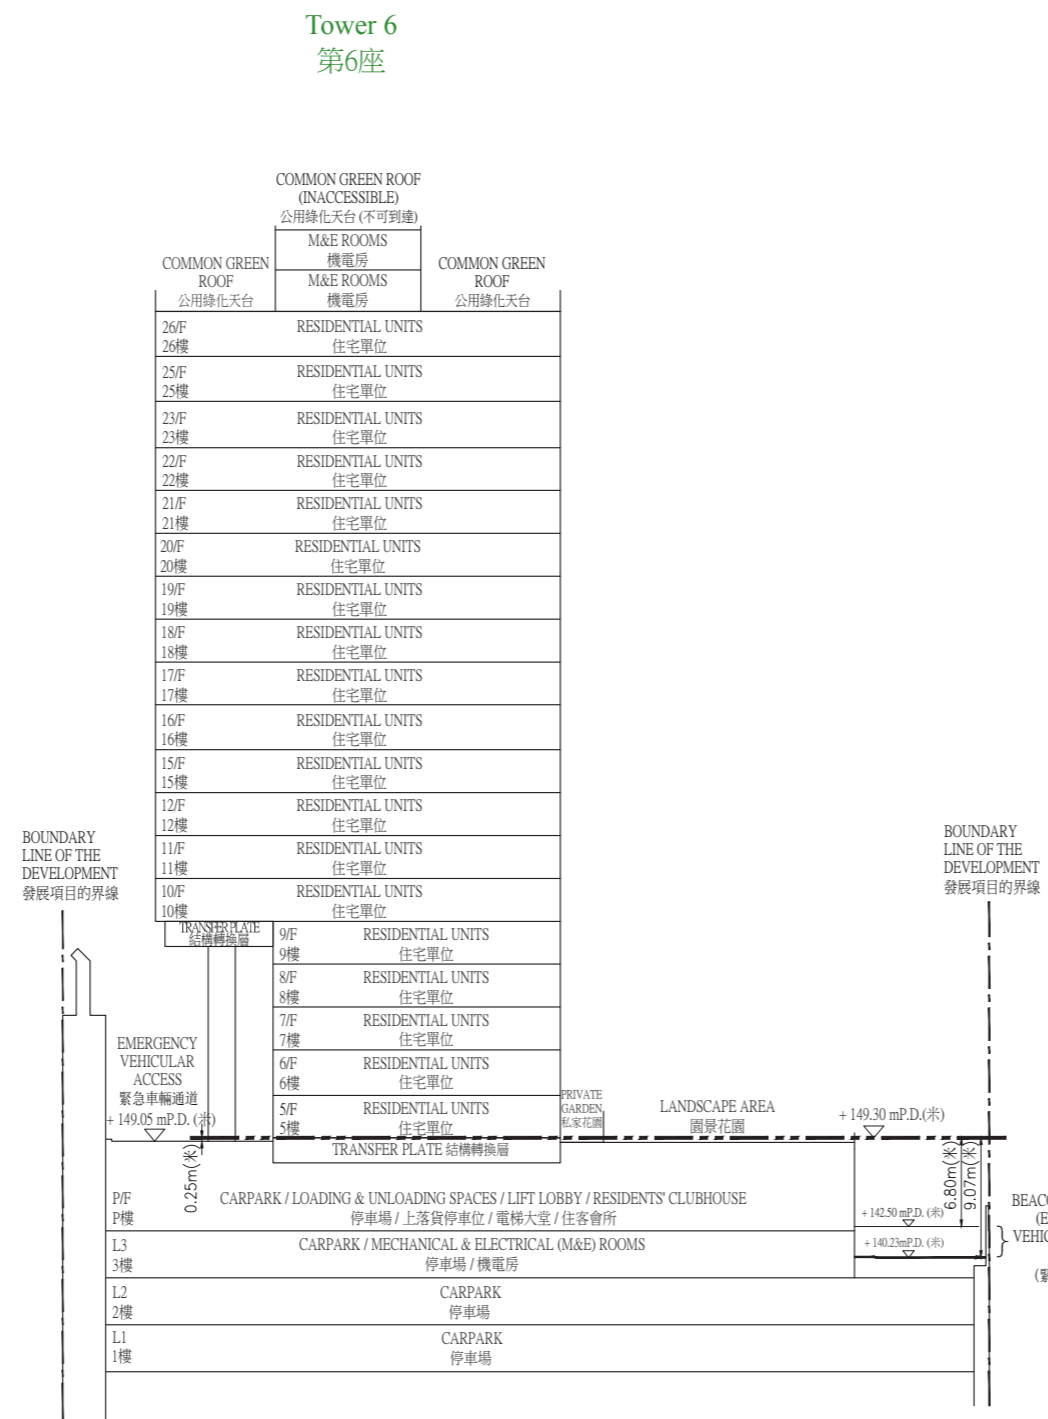 Tower 6
第6座
COMMON GREEN ROOF
(INACCESSIBLE)
公用綠化天台 (不可到達)
M&E ROOMS
機電房
COMMON GREEN
ROOF
公用綠化天台
M&E ROOMS
機電房
COMMON GREEN
ROOF
公用綠化天台
26/F RESIDENTIAL UNITS
26樓 住宅單位
25/F RESIDENTIAL UNITS
25樓 住宅單位
23/F RESIDENTIAL UNITS
23樓 住宅單位
22/F RESIDENTIAL UNITS
22樓 住宅單位
21/F RESIDENTIAL UNITS
21樓 住宅單位
20/F RESIDENTIAL UNITS
20樓 住宅單位
19/F RESIDENTIAL UNITS
19樓 住宅單位
18/F RESIDENTIAL UNITS
18樓 住宅單位
17/F RESIDENTIAL UNITS
17樓 住宅單位
16/F RESIDENTIAL UNITS
16樓 住宅單位
15/F RESIDENTIAL UNITS
15樓 住宅單位
12/F RESIDENTIAL UNITS
12樓 住宅單位
11/F RESIDENTIAL UNITS
11樓 住宅單位
10/F RESIDENTIAL UNITS
10樓 住宅單位
BOUNDARY
LINE OF THE
DEVELOPMENT
發展項目的界線
BOUNDARY
LINE OF THE
DEVELOPMENT
發展項目的界線
TRANSFER PLATE
結構轉換層
9/F RESIDENTIAL UNITS
9樓 住宅單位
8/F RESIDENTIAL UNITS
8樓 住宅單位
7/F RESIDENTIAL UNITS
7樓 住宅單位
6/F RESIDENTIAL UNITS
6樓 住宅單位
5/F RESIDENTIAL UNITS
5樓 住宅單位
EMERGENCY
VEHICULAR
ACCESS
緊急車輛通道
+ 149.05 mP.D. (米)
PRIVATE
GARDEN
私家花園
LANDSCAPE AREA
園景花園
+ 149.30 mP.D.(米)
TRANSFER PLATE 結構轉換層
0.25m(米)
6.80m(米)
9.07m(米)
P/F CARPARK / LOADING & UNLOADING SPACES / LIFT LOBBY / RESIDENTS' CLUBHOUSE
P樓 停車場 / 上落貨停車位 / 電梯大堂 / 住客會所
+ 142.50 mP.D. (米)
+ 140.23mP.D. (米)
BEACO
(E
VEHIC
(緊
L3 CARPARK / MECHANICAL & ELECTRICAL (M&E) ROOMS
3樓 停車場 / 機電房
L2 CARPARK
2樓 停車場
L1 CARPARK
1樓 停車場